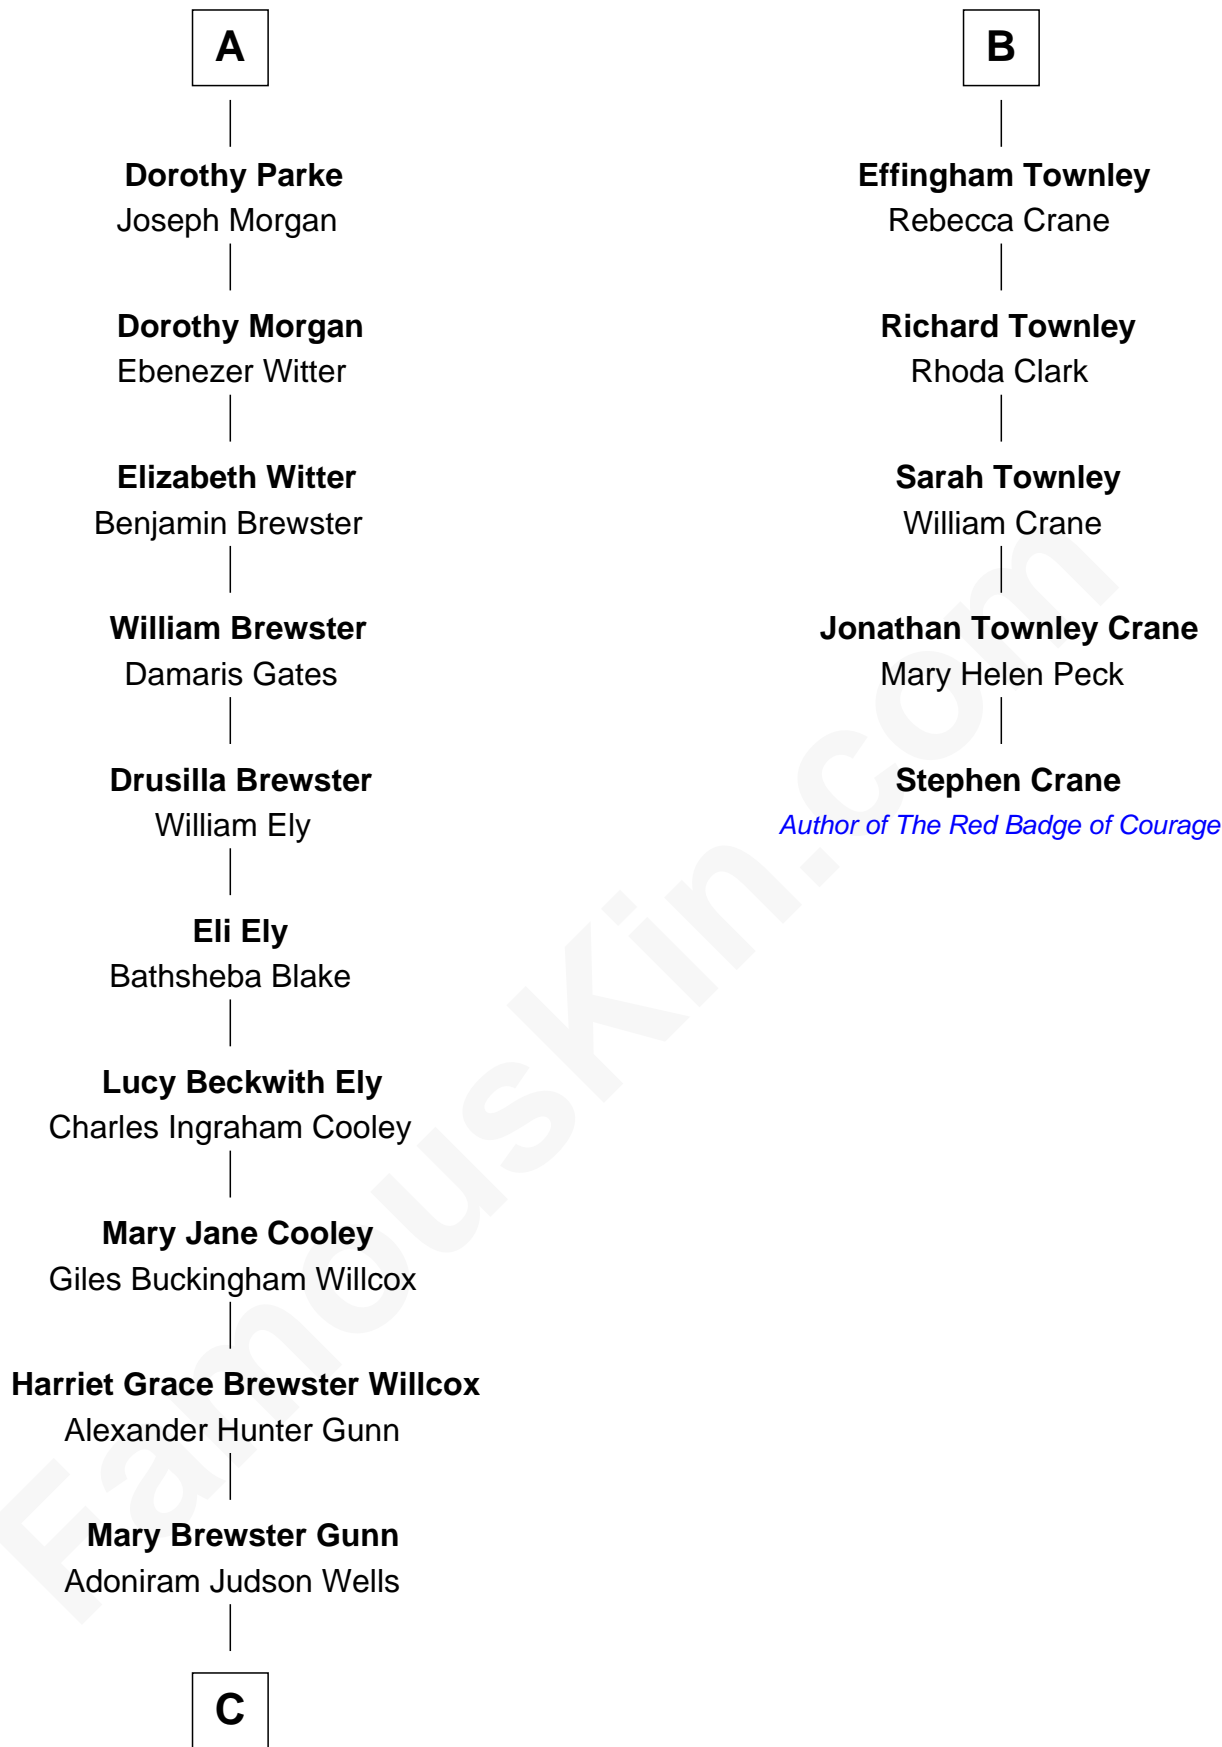 A
Dorothy Parke
Joseph Morgan
Dorothy Morgan
Ebenezer Witter
Elizabeth Witter
Benjamin Brewster
William Brewster
Damaris Gates
Drusilla Brewster
William Ely
Eli Ely
Bathsheba Blake
Lucy Beckwith Ely
Charles Ingraham Cooley
Mary Jane Cooley
Giles Buckingham Willcox
Harriet Grace Brewster Willcox
Alexander Hunter Gunn
Mary Brewster Gunn
Adoniram Judson Wells
C
B
Effingham Townley
Rebecca Crane
Richard Townley
Rhoda Clark
Sarah Townley
William Crane
Jonathan Townley Crane
Mary Helen Peck
Stephen Crane
Author of The Red Badge of Courage
FamousKin.com